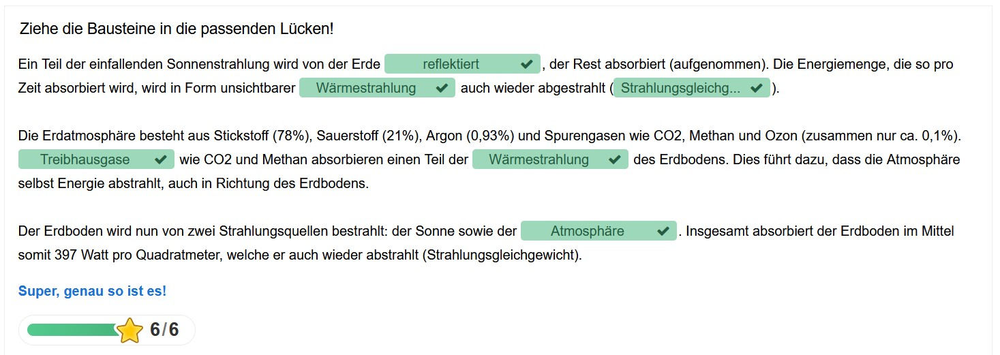 Ziehe die Bausteine in die passenden Lücken!
Ein Teil der einfallenden Sonnenstrahlung wird von der Erde reflektiert, der Rest absorbiert (aufgenommen). Die Energiemenge, die so pro
Zeit absorbiert wird, wird in Form unsichtbarer Wärmestrahlung auch wieder abgestrahlt (Strahlungsgleichg...).
Die Erdatmosphäre besteht aus Stickstoff (78%), Sauerstoff (21%), Argon (0,93%) und Spurengasen wie CO2, Methan und Ozon (zusammen nur ca. 0,1%).
Treibhausgase wie CO2 und Methan absorbieren einen Teil der Wärmestrahlung des Erdbodens. Dies führt dazu, dass die Atmosphäre
selbst Energie abstrahlt, auch in Richtung des Erdbodens.
Der Erdboden wird nun von zwei Strahlungsquellen bestrahlt: der Sonne sowie der Atmosphäre. Insgesamt absorbiert der Erdboden im Mittel
somit 397 Watt pro Quadratmeter, welche er auch wieder abstrahlt (Strahlungsgleichgewicht).
Super, genau so ist es!
6/6